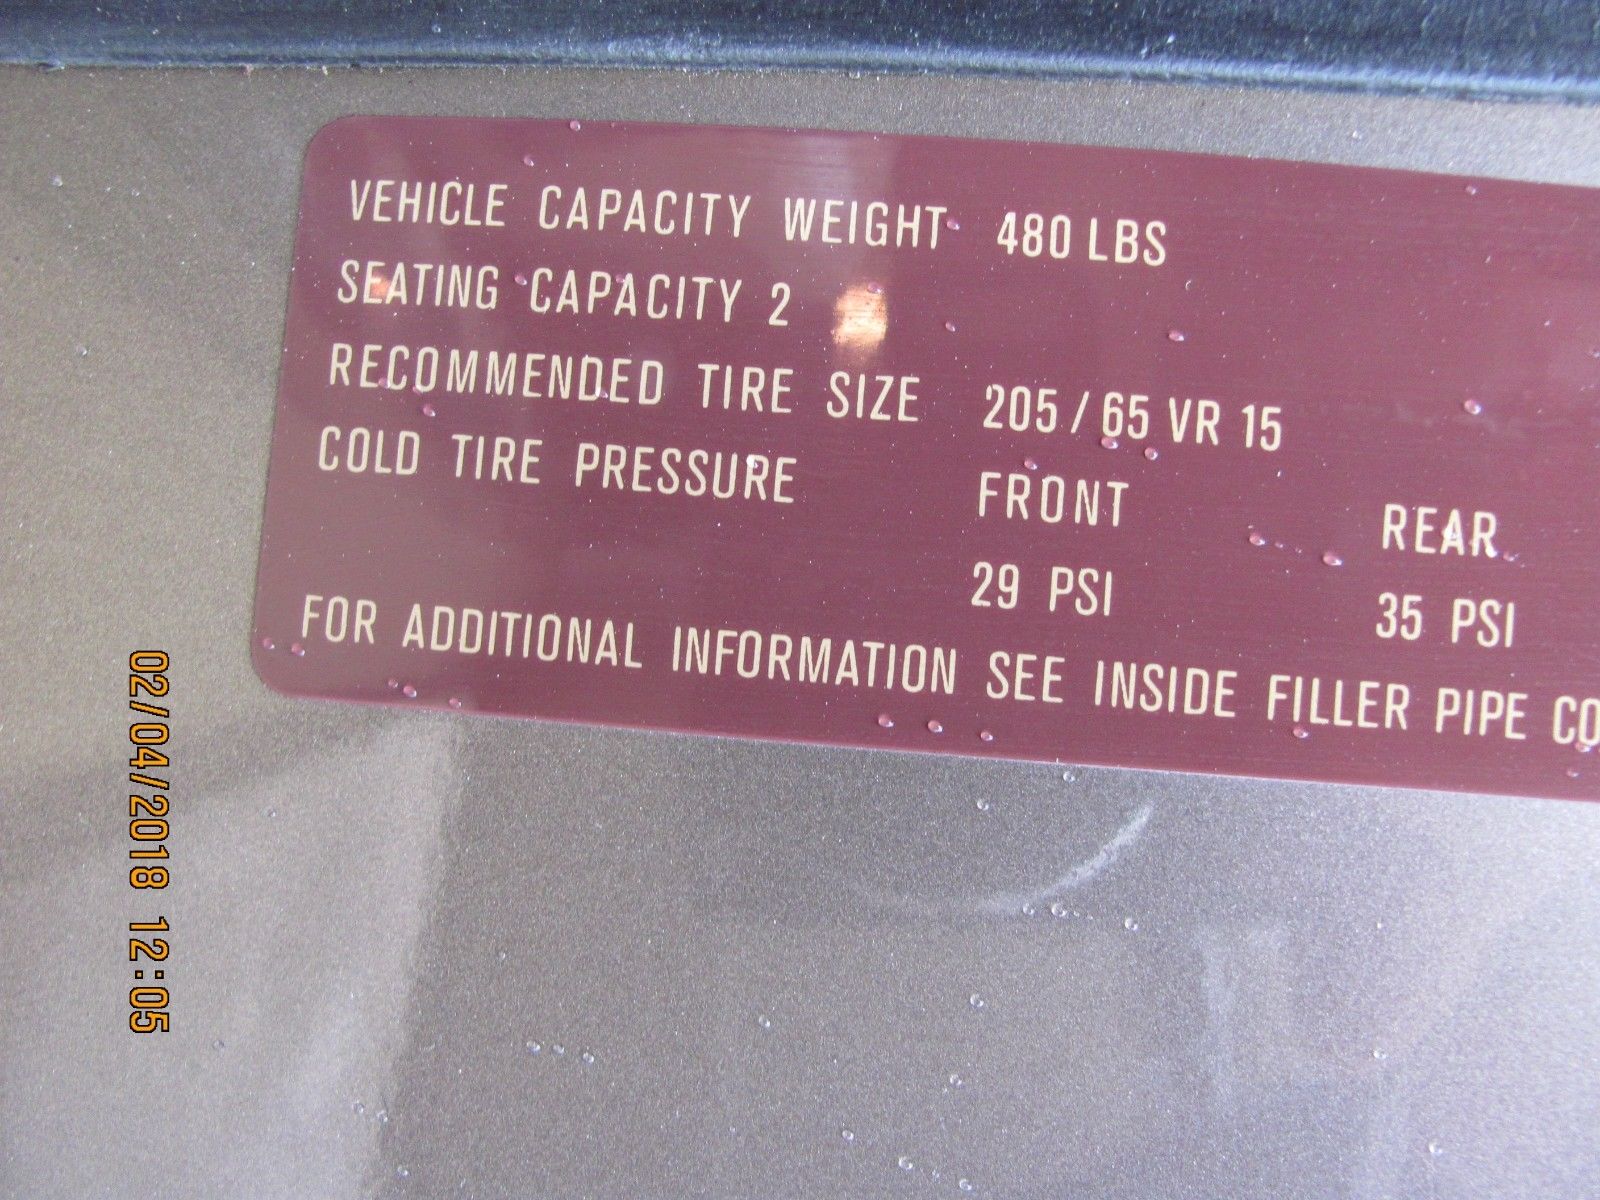 VEHICLE CAPACITY WEIGHT 480 LBS
SEATING CAPACITY 2
RECOMMENDED TIRE SIZE 205/65 VR 15
COLD TIRE PRESSURE FRONT REAR
29 PSI 35 PSI
FOR ADDITIONAL INFORMATION SEE INSIDE FILLER PIPE CO
02/04/2018 12:05